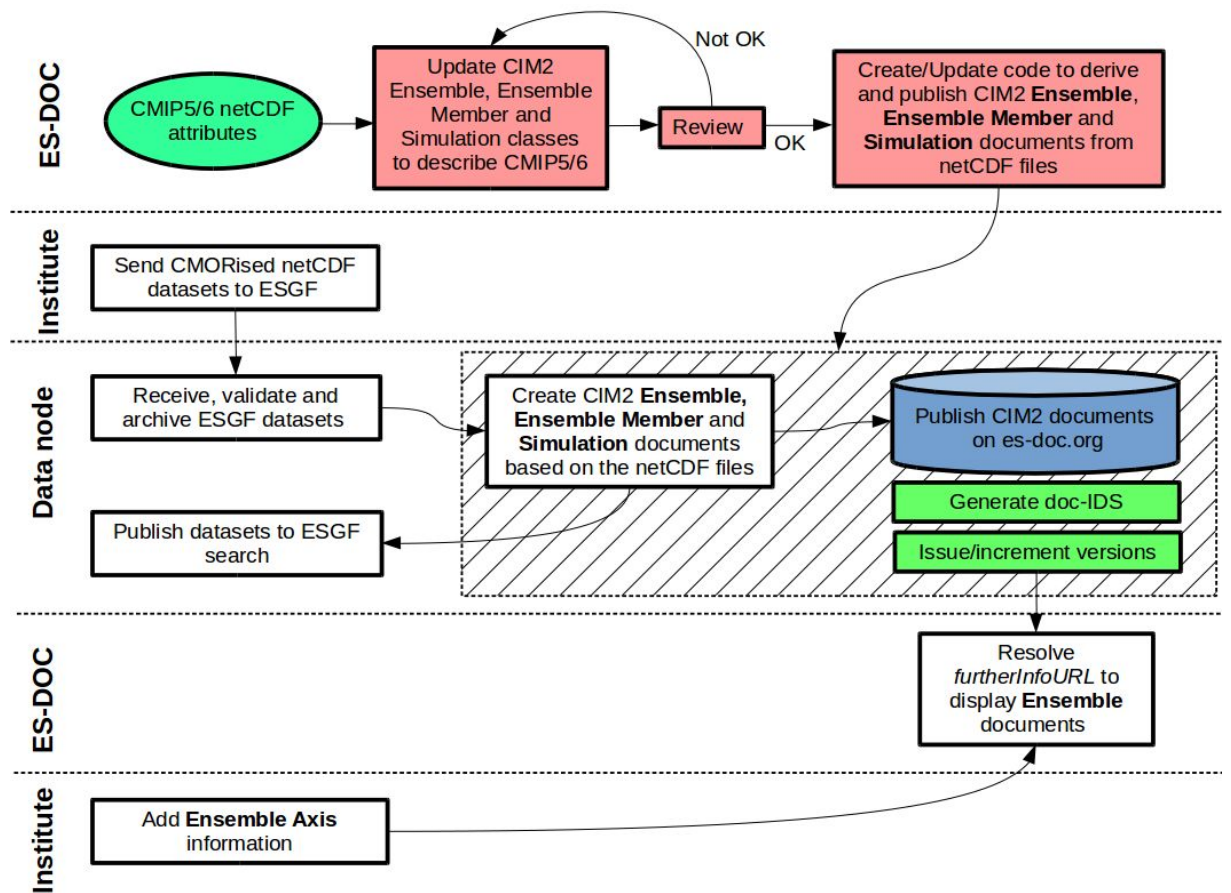 ES-DOC
CMIP5/6 netCDF
attributes
Update CIM2
Ensemble, Ensemble
Member and
Simulation classes
to describe CMIP5/6
Not OK
Review
OK
Create/Update code to derive
and publish CIM2 Ensemble,
Ensemble Member and
Simulation documents from
netCDF files
Institute
Send CMORised netCDF
datasets to ESGF
Data node
Receive, validate and
archive ESGF datasets
Create CIM2 Ensemble,
Ensemble Member and
Simulation documents
based on the netCDF files
Publish CIM2 documents
on es-doc.org
Generate doc-IDS
Issue/increment versions
Publish datasets to ESGF
search
ES-DOC
Resolve
furtherInfoURL to
display Ensemble
documents
Institute
Add Ensemble Axis
information